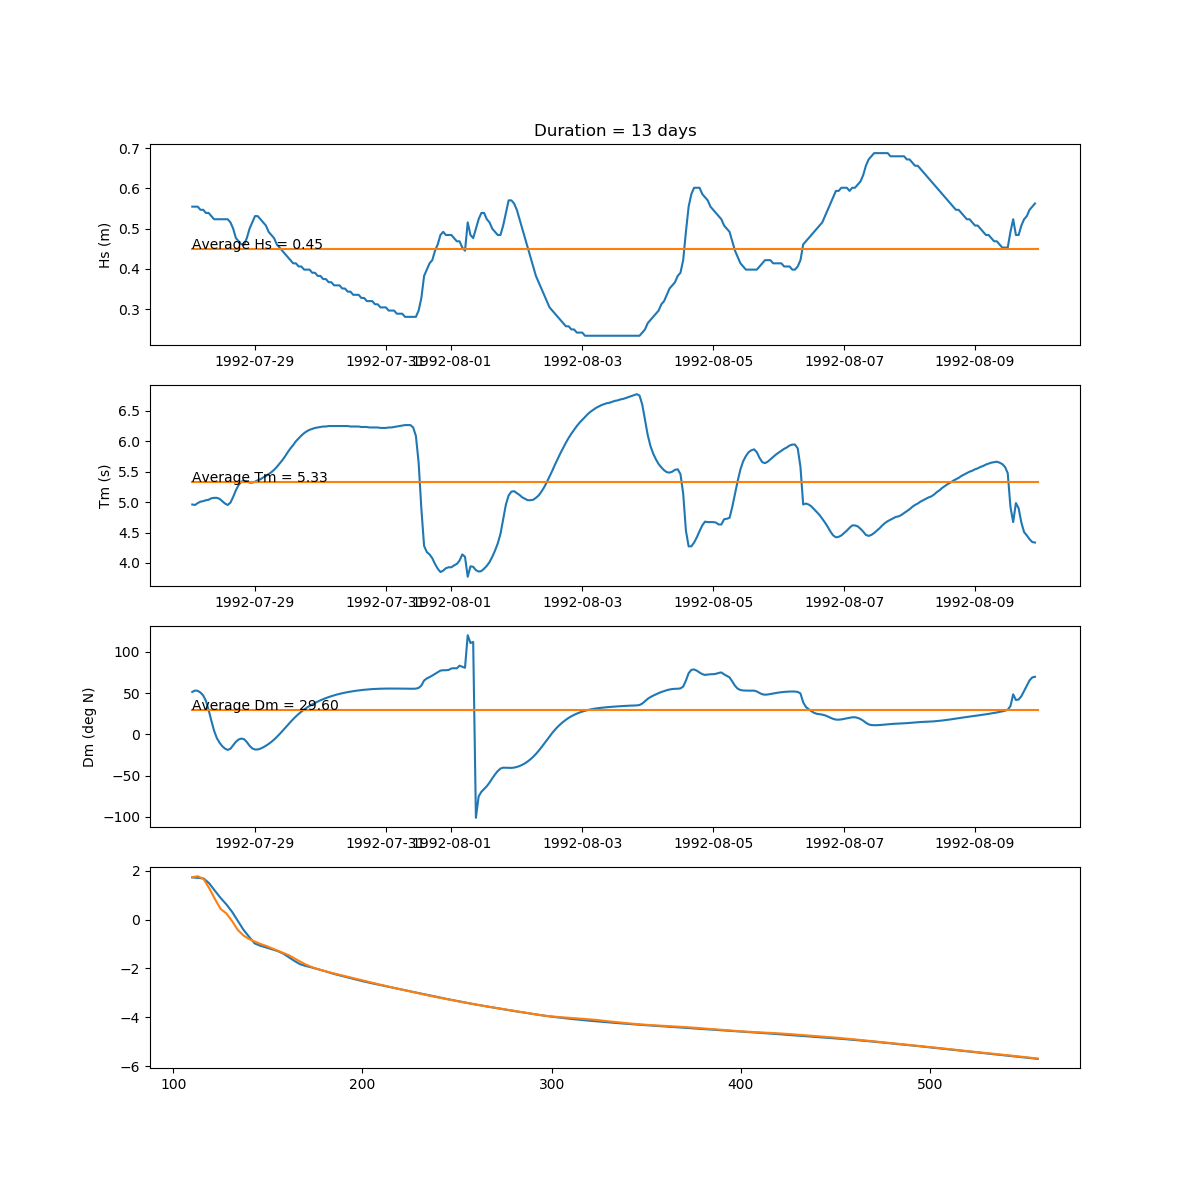 Duration = 13 days
0.7
0.6
0.5
0.4
0.3
Hs (m)
Average Hs = 0.45
1992-07-29 1992-07-31 1992-08-01 1992-08-03 1992-08-05 1992-08-07 1992-08-09
6.5
6.0
5.5
5.0
4.5
4.0
Tm (s)
Average Tm = 5.33
1992-07-29 1992-07-31 1992-08-01 1992-08-03 1992-08-05 1992-08-07 1992-08-09
100
50
0
−50
−100
Dm (deg N)
Average Dm = 29.60
1992-07-29 1992-07-31 1992-08-01 1992-08-03 1992-08-05 1992-08-07 1992-08-09
2
0
−2
−4
−6
100 200 300 400 500